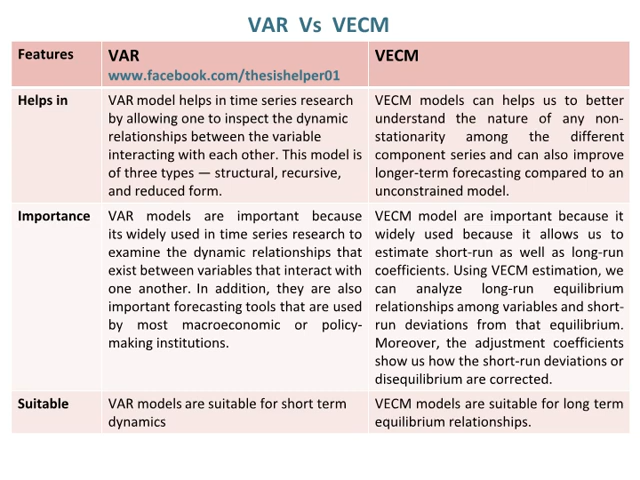 VAR Vs VECM
Features
VAR
www.facebook.com/thesishelper01
VECM
Helps in
VAR model helps in time series research
by allowing one to inspect the dynamic
relationships between the variable
interacting with each other. This model is
of three types — structural, recursive,
and reduced form.
VECM models can helps us to better
understand the nature of any non-
stationarity among the different
component series and can also improve
longer-term forecasting compared to an
unconstrained model.
Importance
VAR models are important because
its widely used in time series research to
examine the dynamic relationships that
exist between variables that interact with
one another. In addition, they are also
important forecasting tools that are used
by most macroeconomic or policy-
making institutions.
VECM model are important because it
widely used because it allows us to
estimate short-run as well as long-run
coefficients. Using VECM estimation, we
can analyze long-run equilibrium
relationships among variables and short-
run deviations from that equilibrium.
Moreover, the adjustment coefficients
show us how the short-run deviations or
disequilibrium are corrected.
Suitable
VAR models are suitable for short term
dynamics
VECM models are suitable for long term
equilibrium relationships.